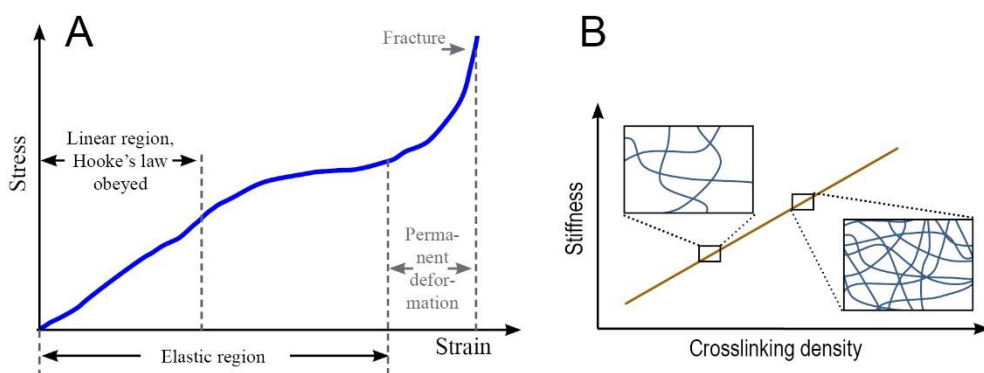 A
Fracture
Linear region,
Hooke's law
obeyed
Stress
Perma-
nent
defor-
mation
Strain
Elastic region
B
Stiffness
Crosslinking density